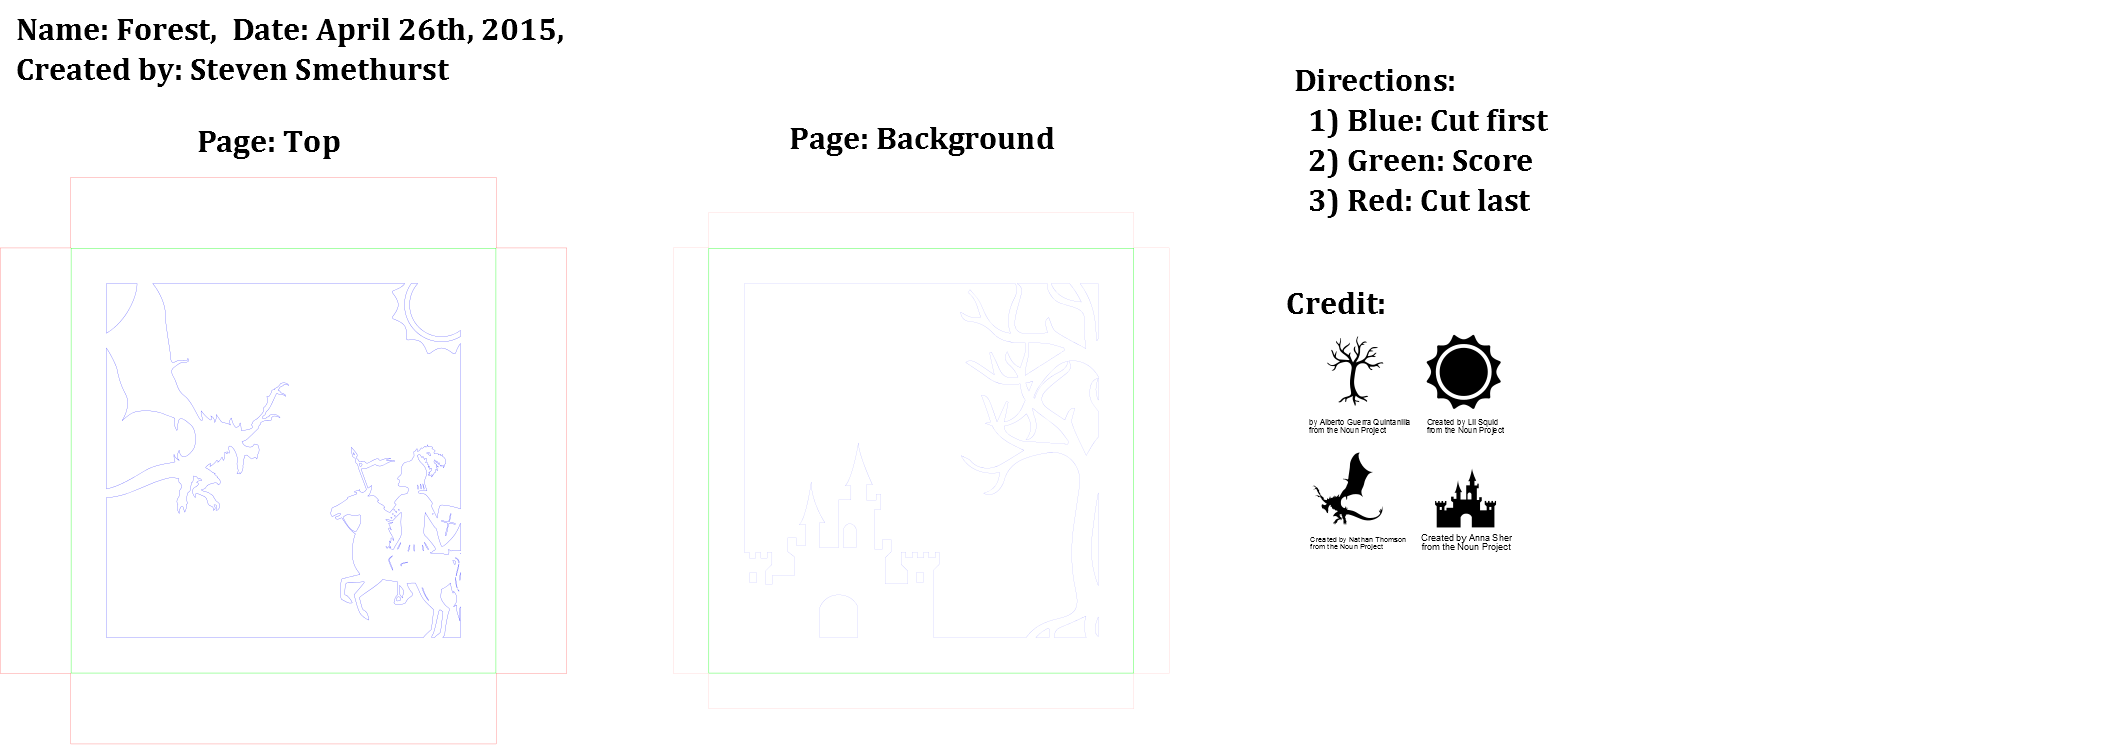 Name: Forest,  Date: April 26th, 2015,
Created by: Steven Smethurst
Page: Top
Page: Background
Directions:
1) Blue: Cut first
2) Green: Score
3) Red: Cut last
Credit:
by Alberto Guerra Quintanilla
from the Noun Project
Created by Lil Squid
from the Noun Project
Created by Nathan Thomson
from the Noun Project
Created by Anna Sher
from the Noun Project